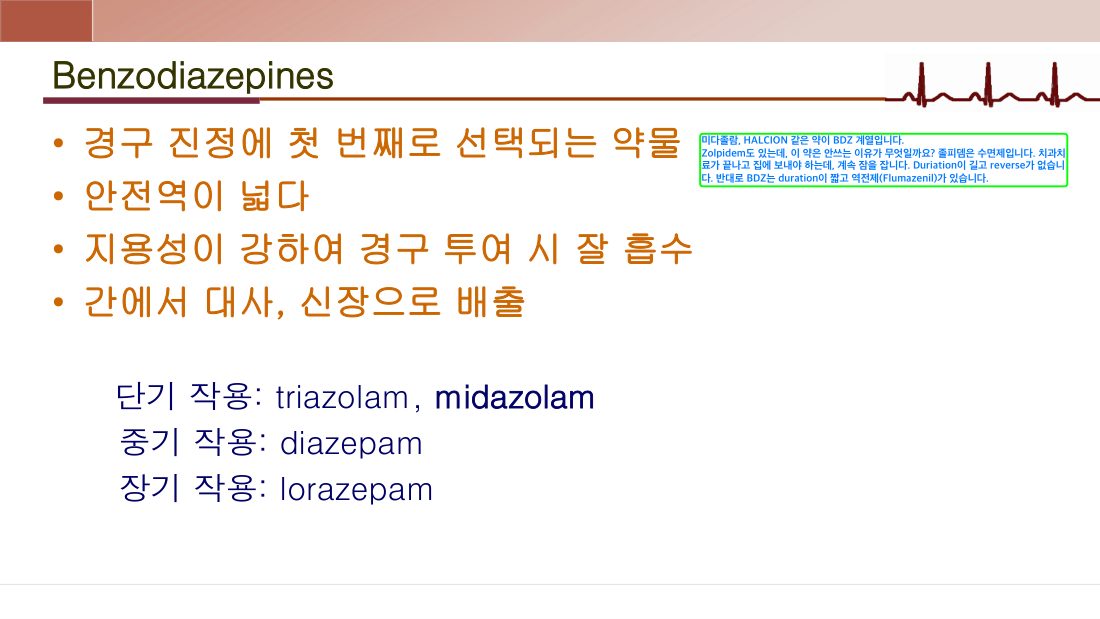 Benzodiazepines
• 경구 진정에 첫 번째로 선택되는 약물
• 안전역이 넓다
• 지용성이 강하여 경구 투여 시 잘 흡수
• 간에서 대사, 신장으로 배출
미다졸람, HALCION 같은 약이 BDZ 계열입니다.
Zolpidem도 있는데, 이 약은 안쓰는 이유가 무엇일까요? 졸피뎀은 수면제입니다. 치과치
료가 끝나고 집에 보내야 하는데, 계속 잠을 잡니다. Duriation이 길고 reverse가 없습니
다. 반대로 BDZ는 duration이 짧고 역전제(Flumazenil)가 있습니다.
단기 작용: triazolam, midazolam
중기 작용: diazepam
장기 작용: lorazepam